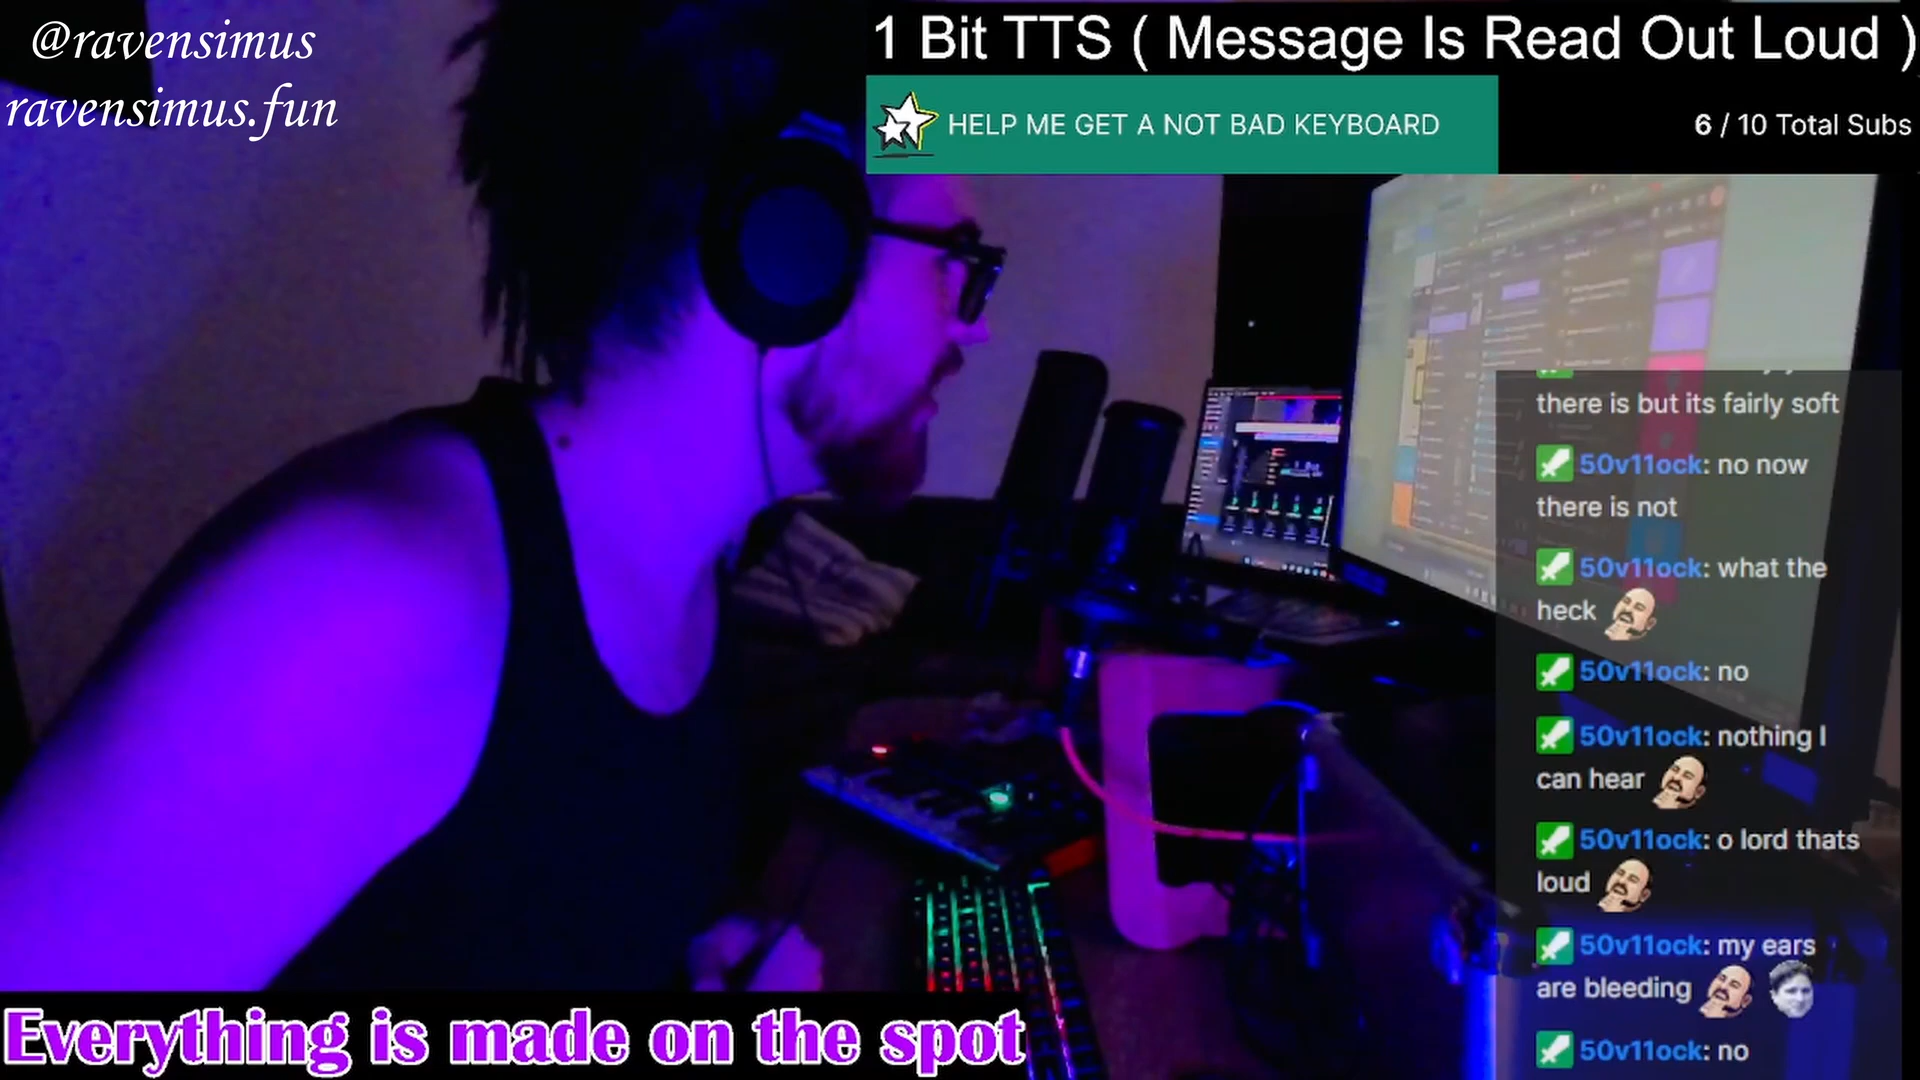 @ravensimus
ravensimus.fun
1 Bit TTS ( Message Is Read Out Loud )
HELP ME GET A NOT BAD KEYBOARD
6 / 10 Total Subs
there is but its fairly soft
50v11ock: no now
there is not
50v11ock: what the
heck
50v11ock: no
50v11ock: nothing I
can hear
50v11ock: o lord thats
loud
50v11ock: my ears
are bleeding
50v11ock: no
Everything is made on the spot